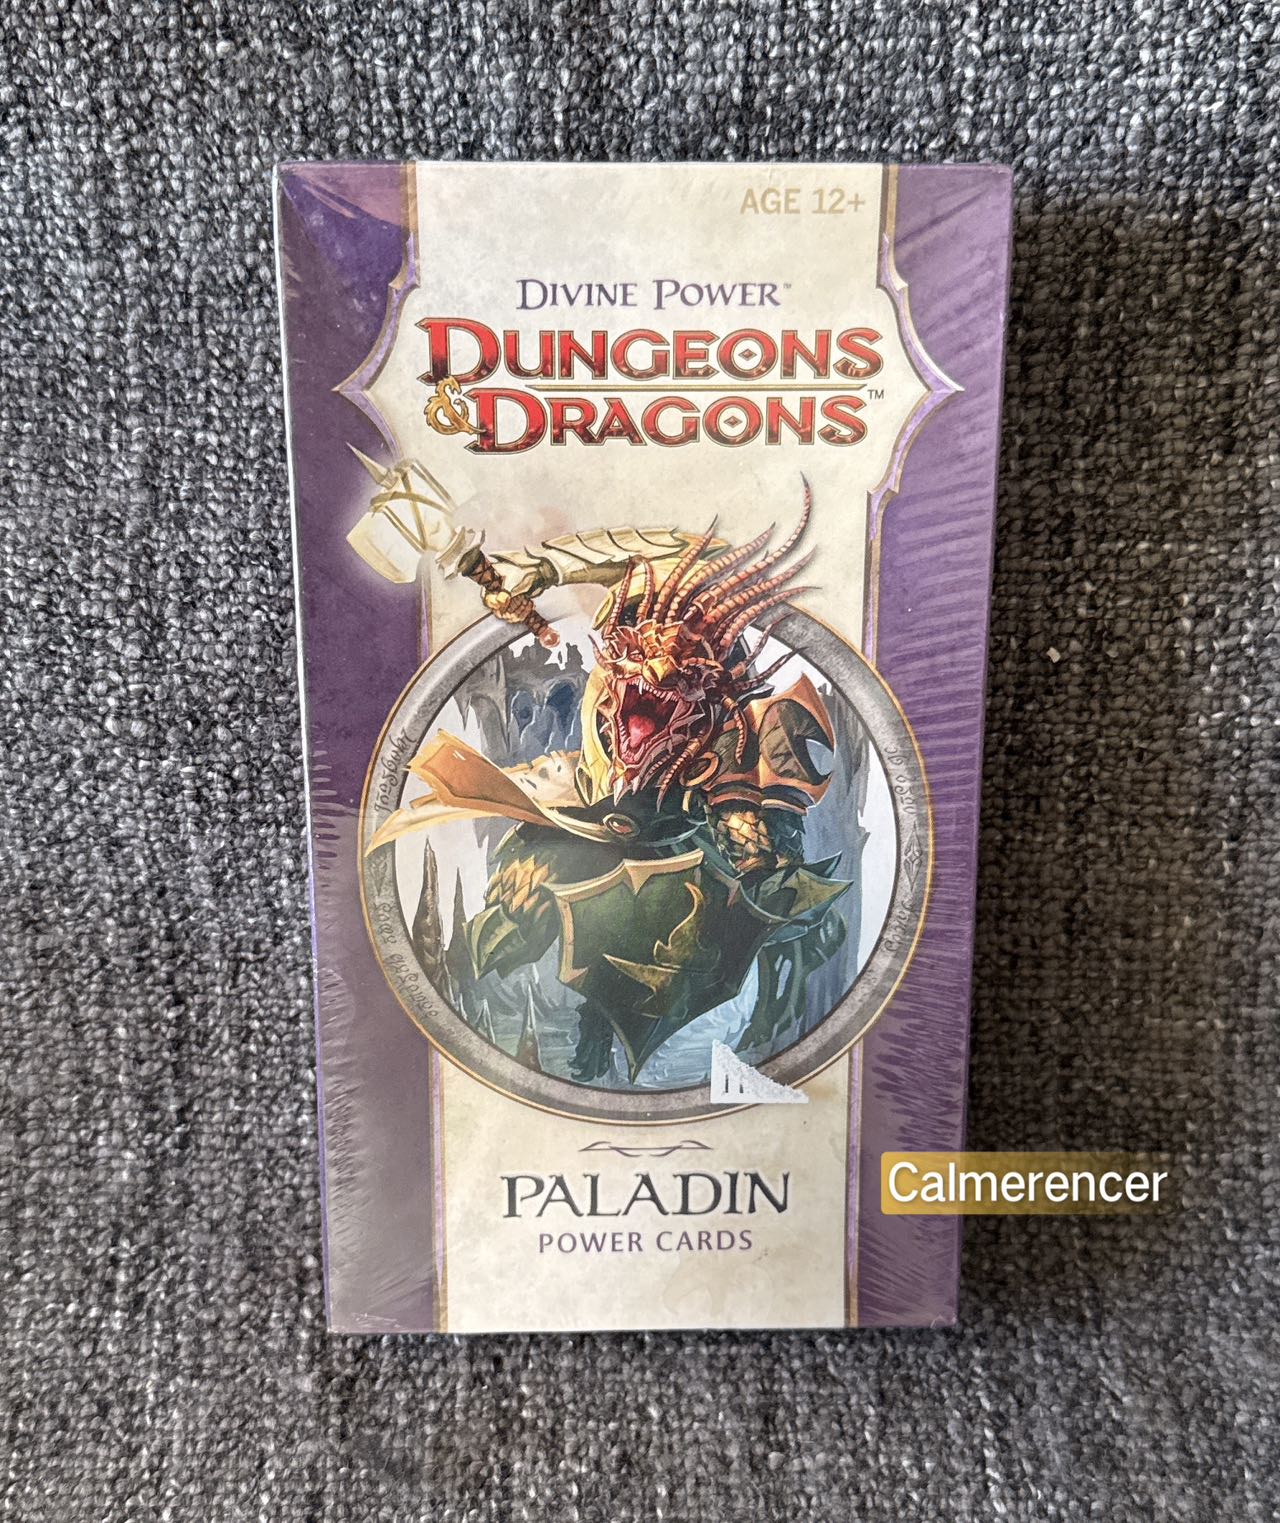 AGE 12+
DIVINE POWER™
DUNGEONS
& DRAGONS™
PALADIN
POWER CARDS
Calmerencer